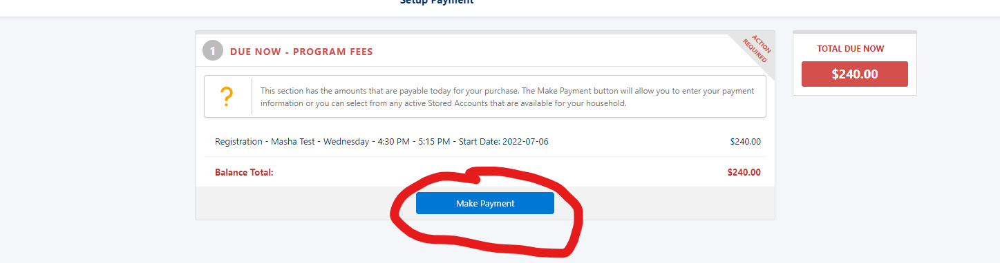 Setup Payment
1 DUE NOW - PROGRAM FEES
ACTION
REQUIRED
?
This section has the amounts that are payable today for your purchase. The Make Payment button will allow you to enter your payment
information or you can select from any active Stored Accounts that are available for your household.
Registration - Masha Test - Wednesday - 4:30 PM - 5:15 PM - Start Date: 2022-07-06 $240.00
Balance Total: $240.00
Make Payment
TOTAL DUE NOW
$240.00